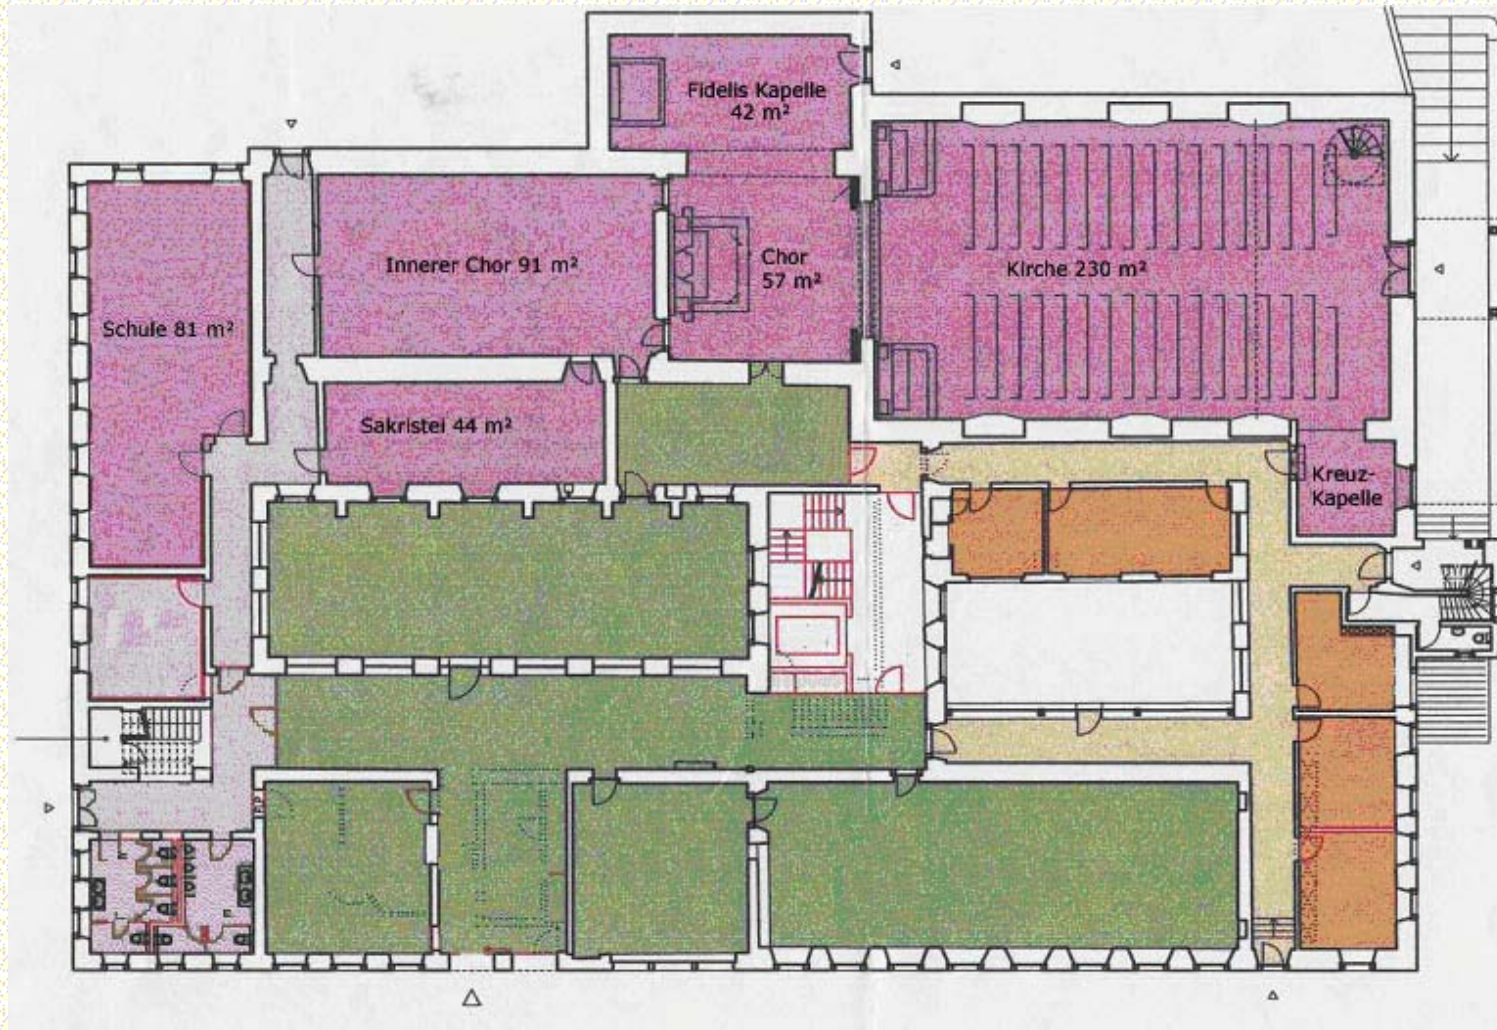 Fidelis Kapelle
42 m²
Innerer Chor 91 m²
Chor
57 m²
Kirche 230 m²
Schule 81 m²
Sakristei 44 m²
Kreuz-
Kapelle